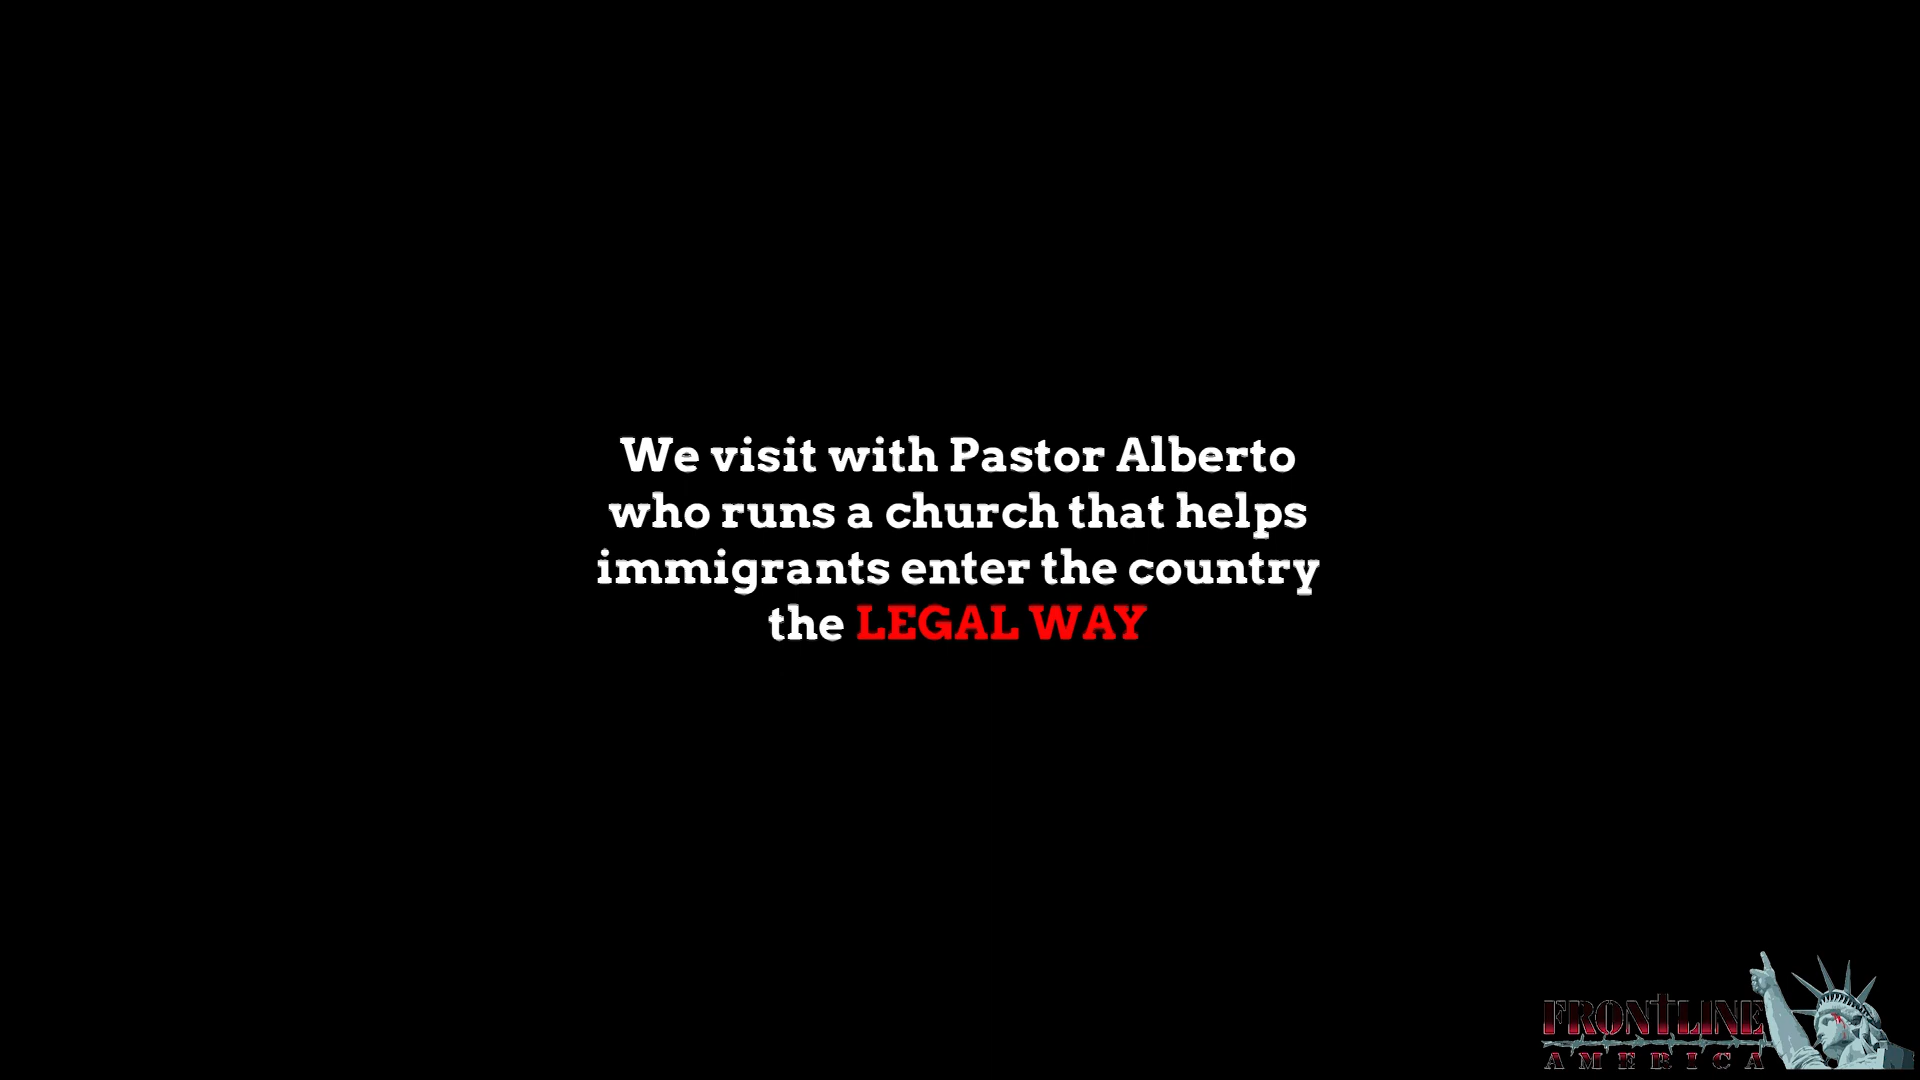 We visit with Pastor Alberto
who runs a church that helps
immigrants enter the country
the LEGAL WAY
FRONTLINE
AMERICA